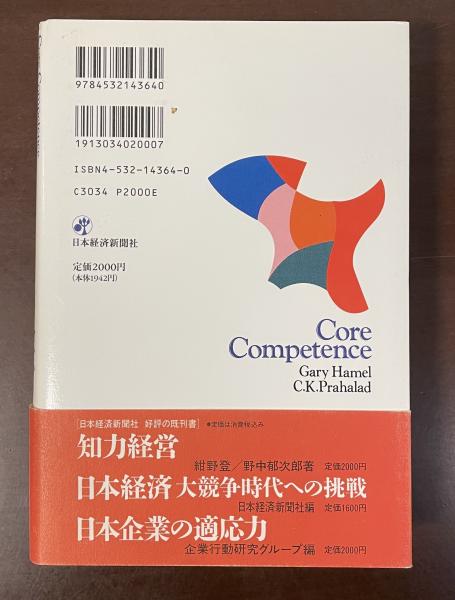 9784532143640
1913034020007
ISBN4-532-14364-0
C3034 P2000E
日本経済新聞社
定価2000円
(本体1942円)
Core
Competence
Gary Hamel
C.K.Prahalad
[日本経済新聞社 好評の既刊書] ●定価は消費税込み
知力経営
紺野登/野中郁次郎著 定価2000円
日本経済 大競争時代への挑戦
日本経済新聞社編 定価1600円
日本企業の適応力
企業行動研究グループ編 定価2000円